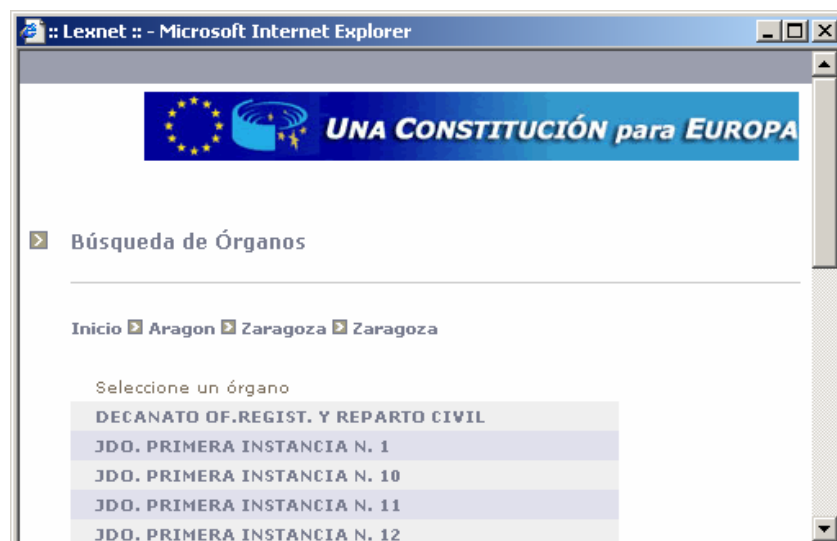 :: Lexnet :: - Microsoft Internet Explorer
UNA CONSTITUCIÓN para EUROPA
Búsqueda de Órganos
Inicio Aragon Zaragoza Zaragoza
Seleccione un órgano
DECANATO OF.REGIST. Y REPARTO CIVIL
JDO. PRIMERA INSTANCIA N. 1
JDO. PRIMERA INSTANCIA N. 10
JDO. PRIMERA INSTANCIA N. 11
JDO. PRIMERA INSTANCIA N. 12